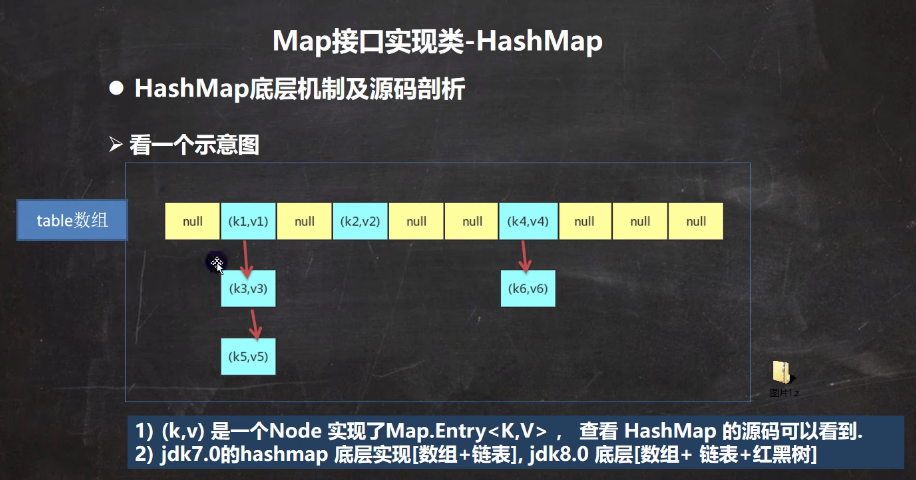 Map接口实现类-HashMap
● HashMap底层机制及源码剖析
➢ 看一个示意图
table数组
null (k1,v1) null (k2,v2) null null (k4,v4) null null null
(k3,v3) (k6,v6)
(k5,v5)
图片1.z
1) (k,v) 是一个Node 实现了Map.Entry<K,V> ， 查看 HashMap 的源码可以看到.
2) jdk7.0的hashmap 底层实现[数组+链表], jdk8.0 底层[数组+ 链表+红黑树]